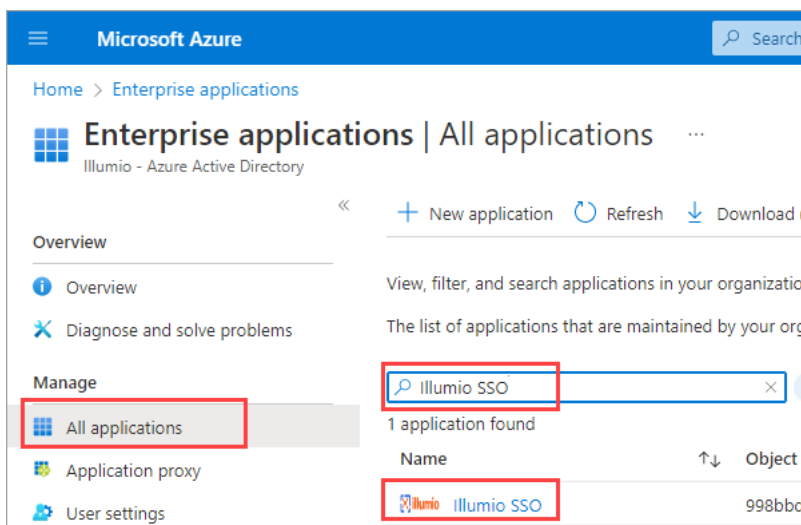 Microsoft Azure
Search
Home > Enterprise applications
Enterprise applications | All applications ...
Illumio - Azure Active Directory
«
New application Refresh Download
Overview
Overview
View, filter, and search applications in your organizatio
Diagnose and solve problems
The list of applications that are maintained by your org
Manage
Illumio SSO
All applications
1 application found
Name Object
Application proxy
illumio Illumio SSO 998bbd
User settings